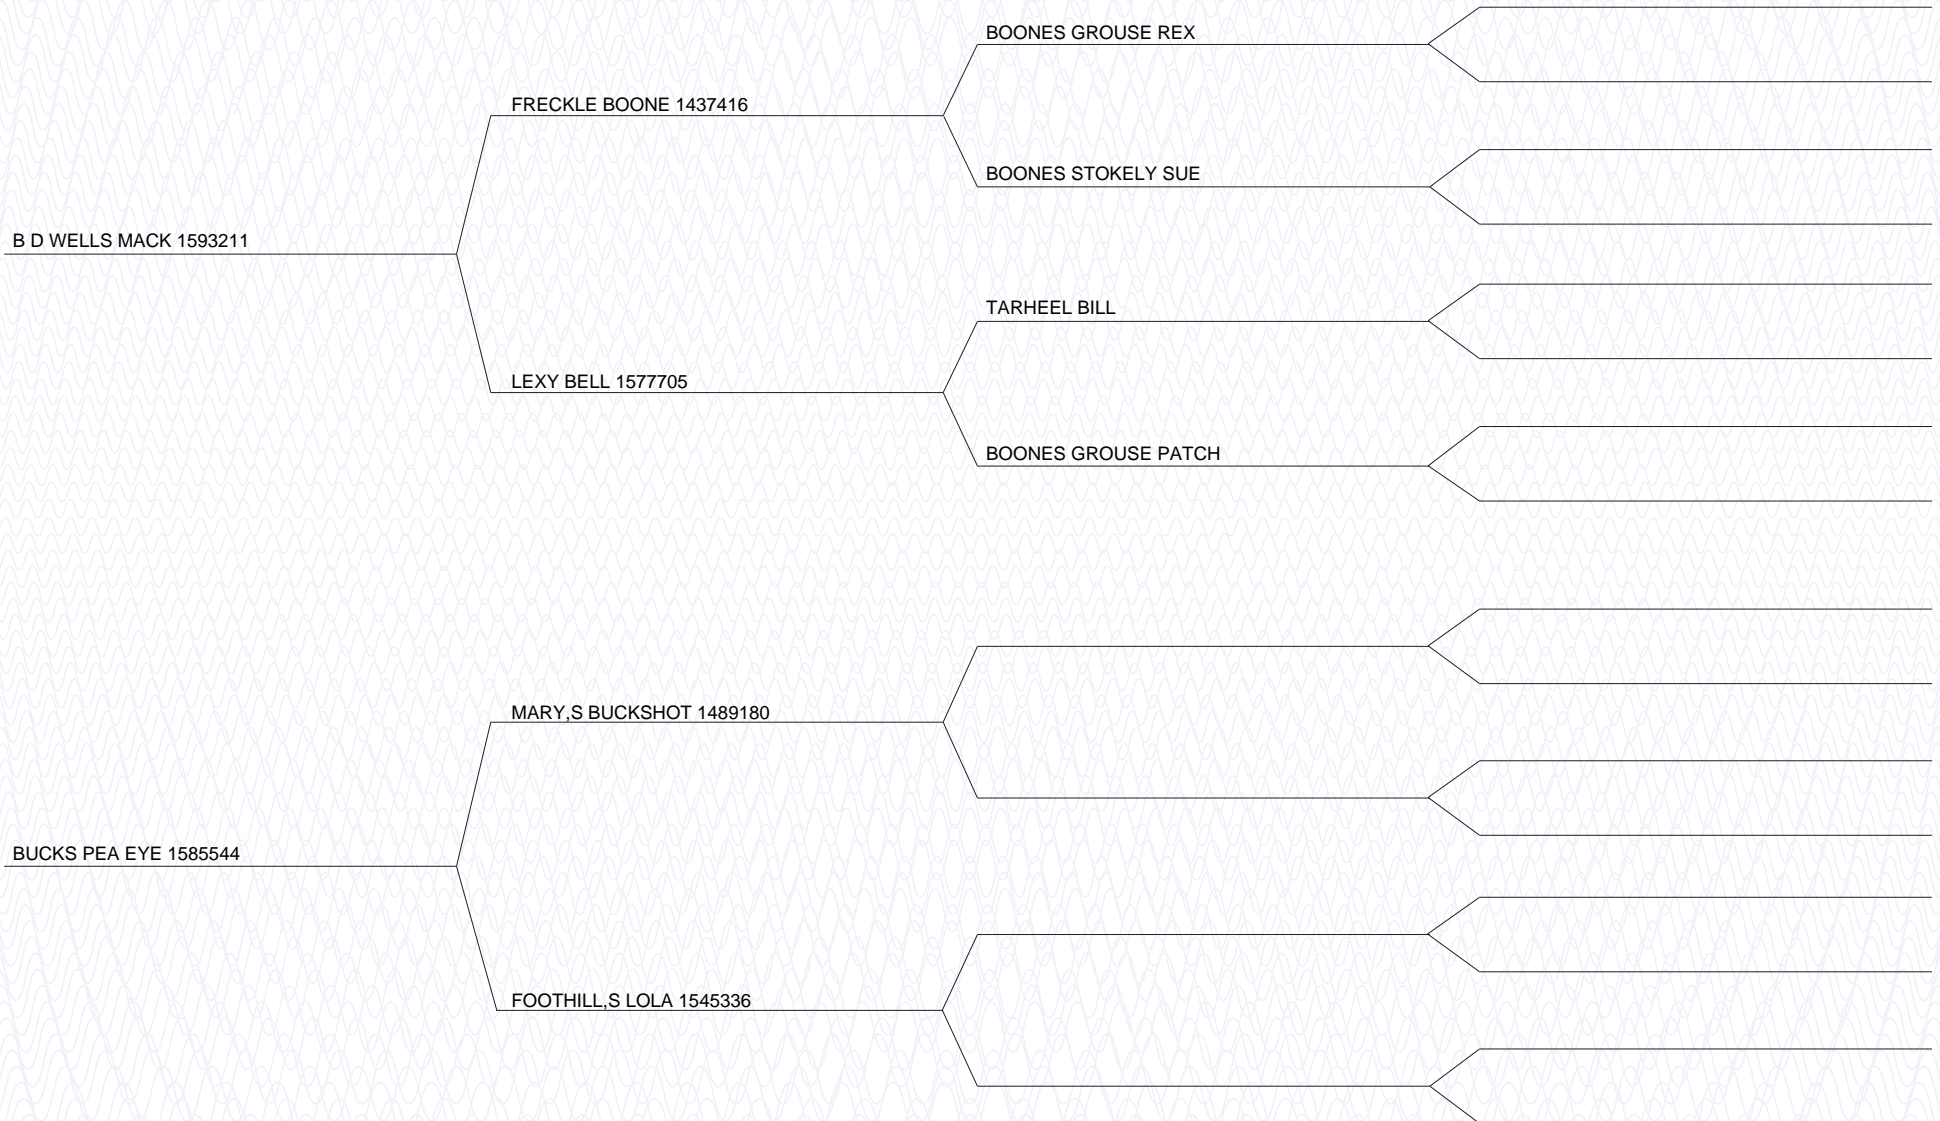 BOONES GROUSE REX
FRECKLE BOONE 1437416
BOONES STOKELY SUE
B D WELLS MACK 1593211
TARHEEL BILL
LEXY BELL 1577705
BOONES GROUSE PATCH
MARY,S BUCKSHOT 1489180
BUCKS PEA EYE 1585544
FOOTHILL,S LOLA 1545336